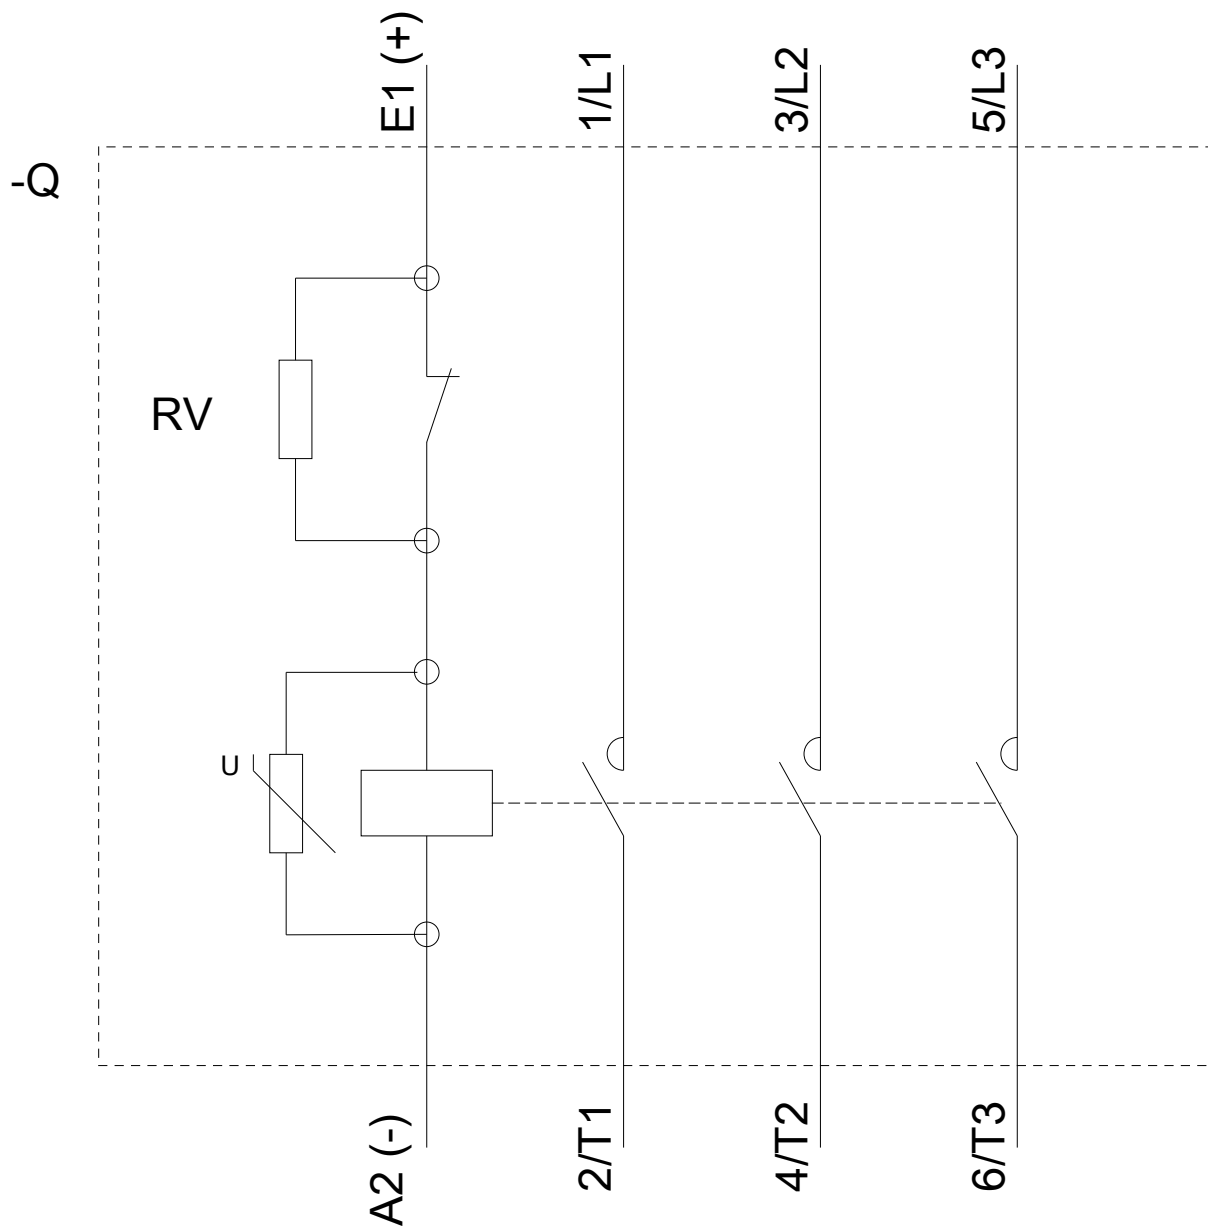 E1 (+)
1/L1
3/L2
5/L3
-Q
RV
U
A2 (-)
2/T1
4/T2
6/T3